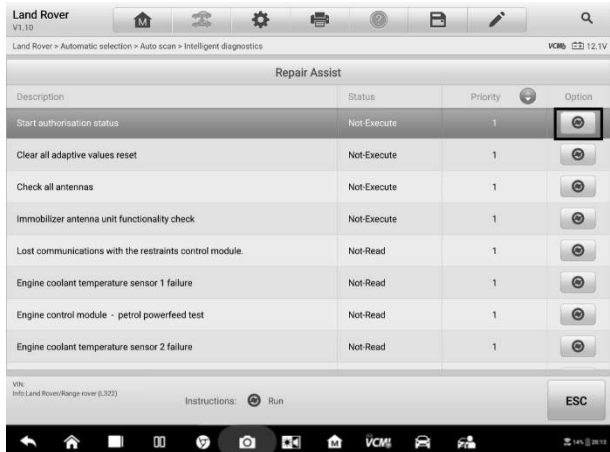 Land Rover
V1.10
Land Rover > Automatic selection > Auto scan > Intelligent diagnostics
VCMI 12.1V
Repair Assist
Description Status Priority Option
Start authorisation status Not-Execute 1
Clear all adaptive values reset Not-Execute 1
Check all antennas Not-Execute 1
Immobilizer antenna unit functionality check Not-Execute 1
Lost communications with the restraints control module. Not-Read 1
Engine coolant temperature sensor 1 failure Not-Read 1
Engine control module - petrol powerfeed test Not-Read 1
Engine coolant temperature sensor 2 failure Not-Read 1
VIN:
Info:Land Rover/Range rover (L322)
Instructions: Run
ESC
VCMI
14% 20:13